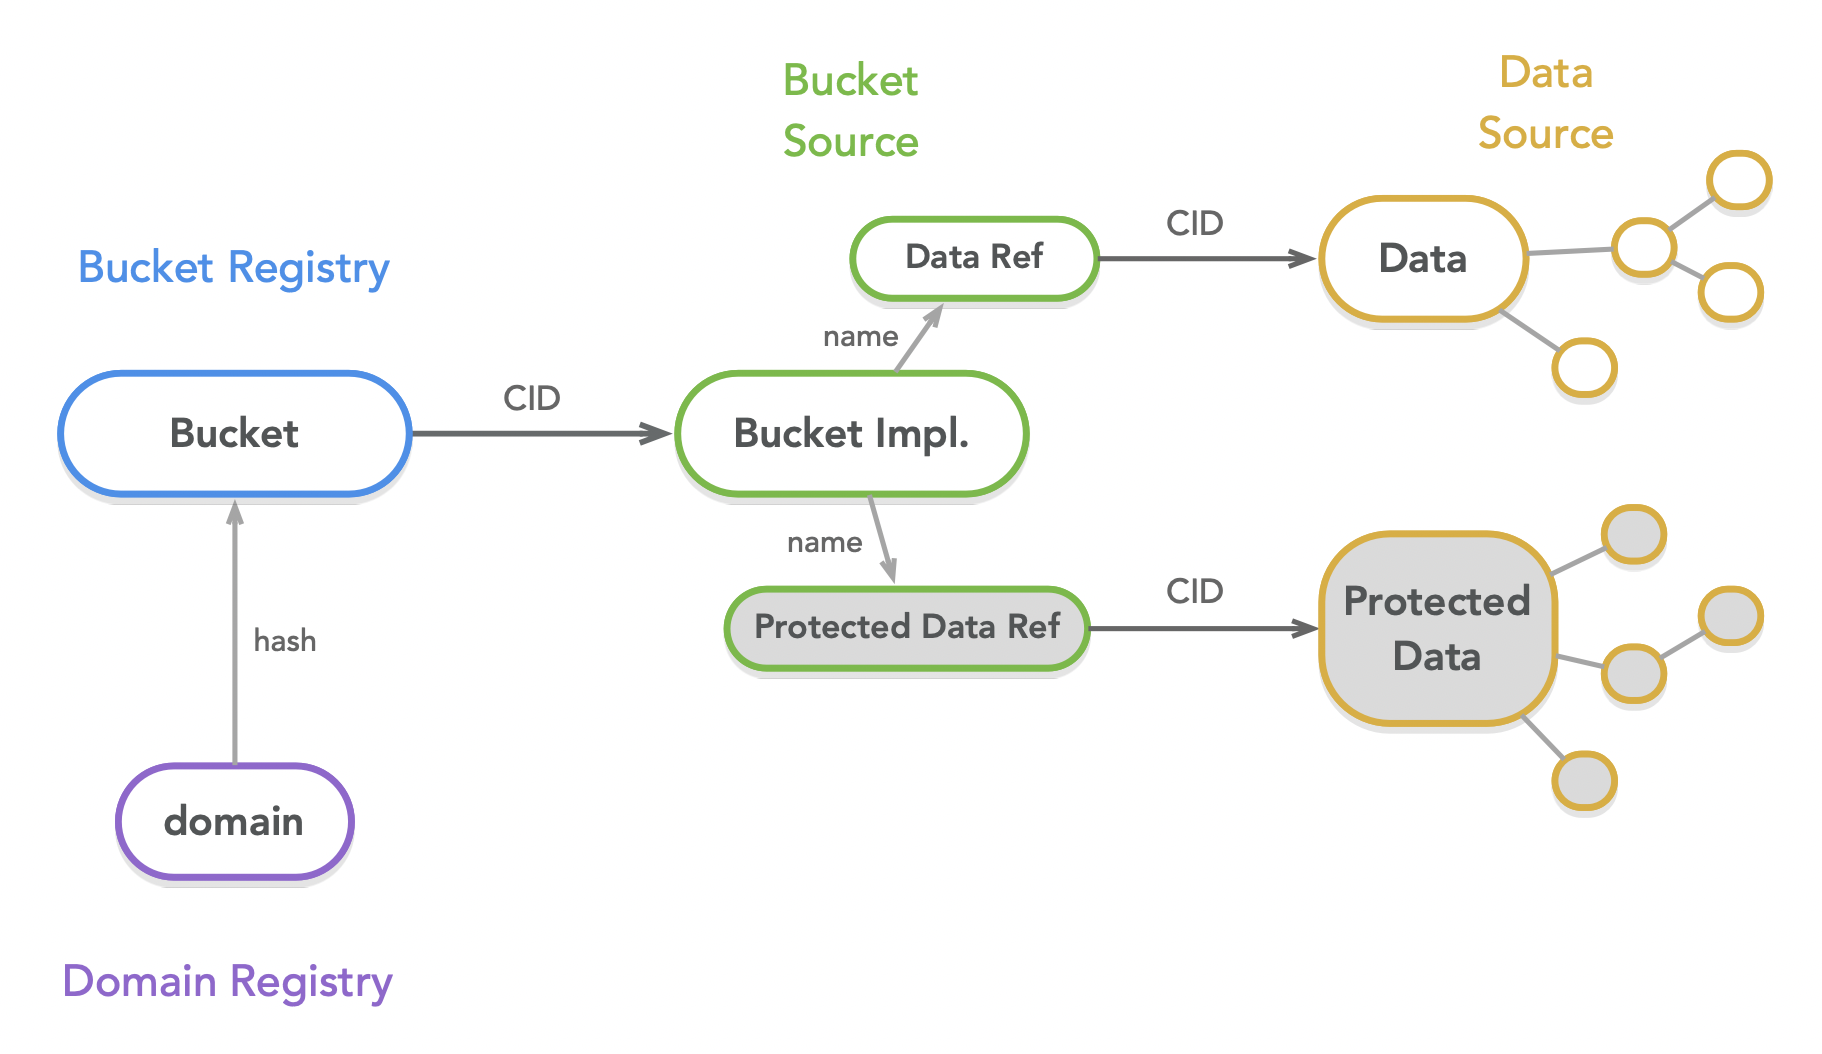 Bucket
Source
Data
Source
Bucket Registry
Data Ref
CID
Data
name
Bucket
CID
Bucket Impl.
name
Protected Data Ref
CID
Protected
Data
hash
domain
Domain Registry